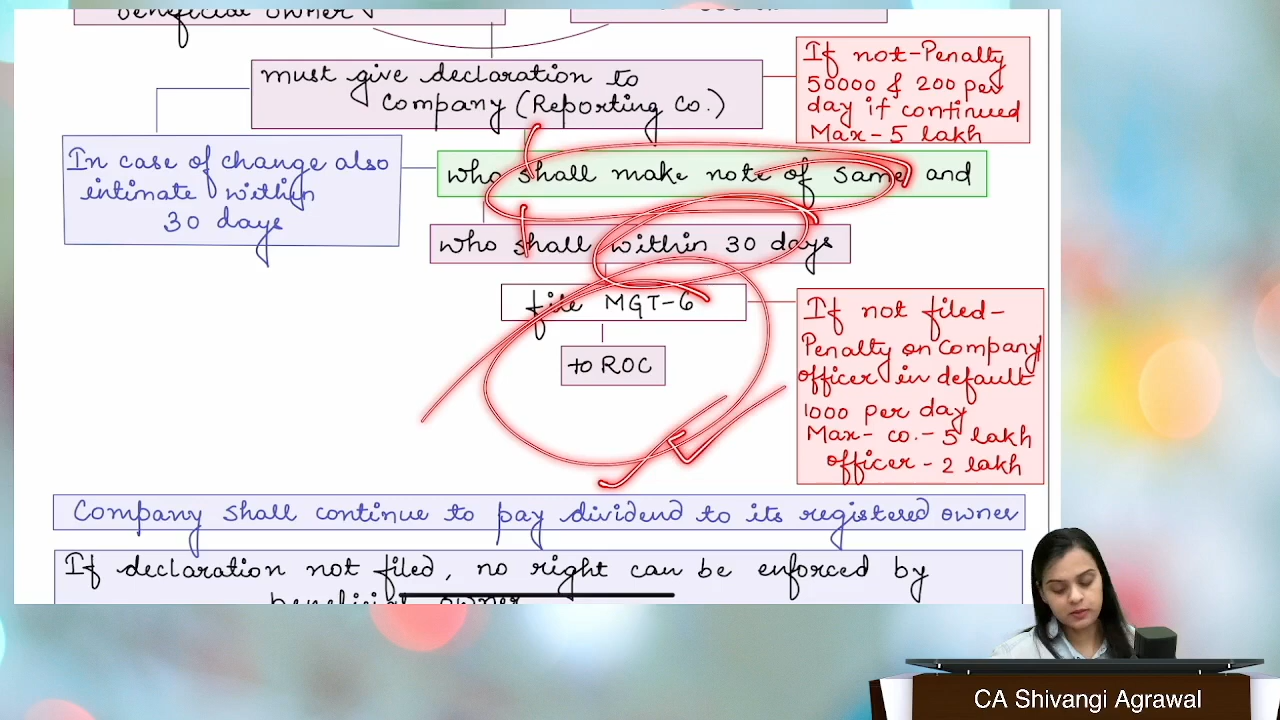 beneficial owner
must give declaration to
Company (Reporting Co.)
If not-Penalty
50000 & 200 per
day if continued
Max- 5 lakh
In case of change also
intimate within
30 days
who shall make note of same and
who shall within 30 days
file MGT-6
to ROC
If not filed-
Penalty on Company
officer in default
1000 per day
Max- co.- 5 lakh
officer - 2 lakh
Company shall continue to pay dividend to its registered owner
If declaration not filed, no right can be enforced by
beneficial owner
CA Shivangi Agrawal